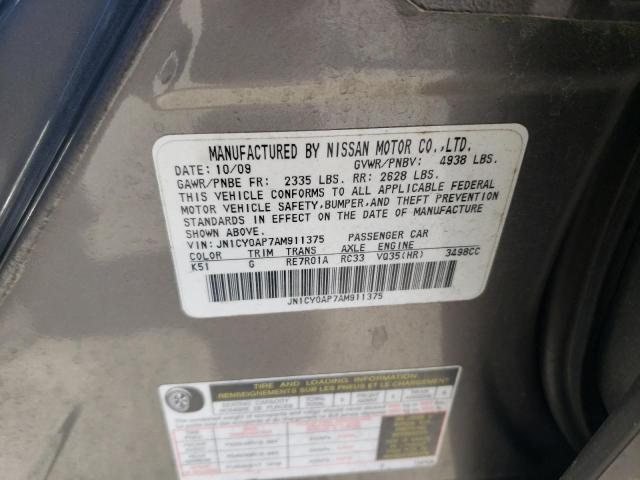 MANUFACTURED BY NISSAN MOTOR CO.,LTD.
DATE: 10/09 GVWR/PNBV: 4938 LBS.
GAWR/PNBE FR: 2335 LBS. RR: 2628 LBS.
THIS VEHICLE CONFORMS TO ALL APPLICABLE FEDERAL
MOTOR VEHICLE SAFETY, BUMPER, AND THEFT PREVENTION
STANDARDS IN EFFECT ON THE DATE OF MANUFACTURE
SHOWN ABOVE.
VIN: JN1CY0AP7AM911375 PASSENGER CAR
COLOR TRIM TRANS AXLE ENGINE
K51 G RE7R01A RC33 VQ35(HR) 3498CC
JN1CY0AP7AM911375
TIRE AND LOADING INFORMATION
RENSEIGNEMENTS SUR LES PNEUS ET LE CHARGEMENT